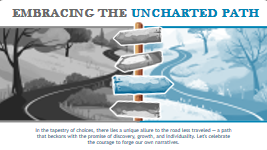 EMBRACING THE UNCHARTED PATH
In the tapestry of choices, there lies a unique allure to the road less traveled — a path
that beckons with the promise of discovery, growth, and individuality. Let's celebrate
the courage to forge our own narratives.